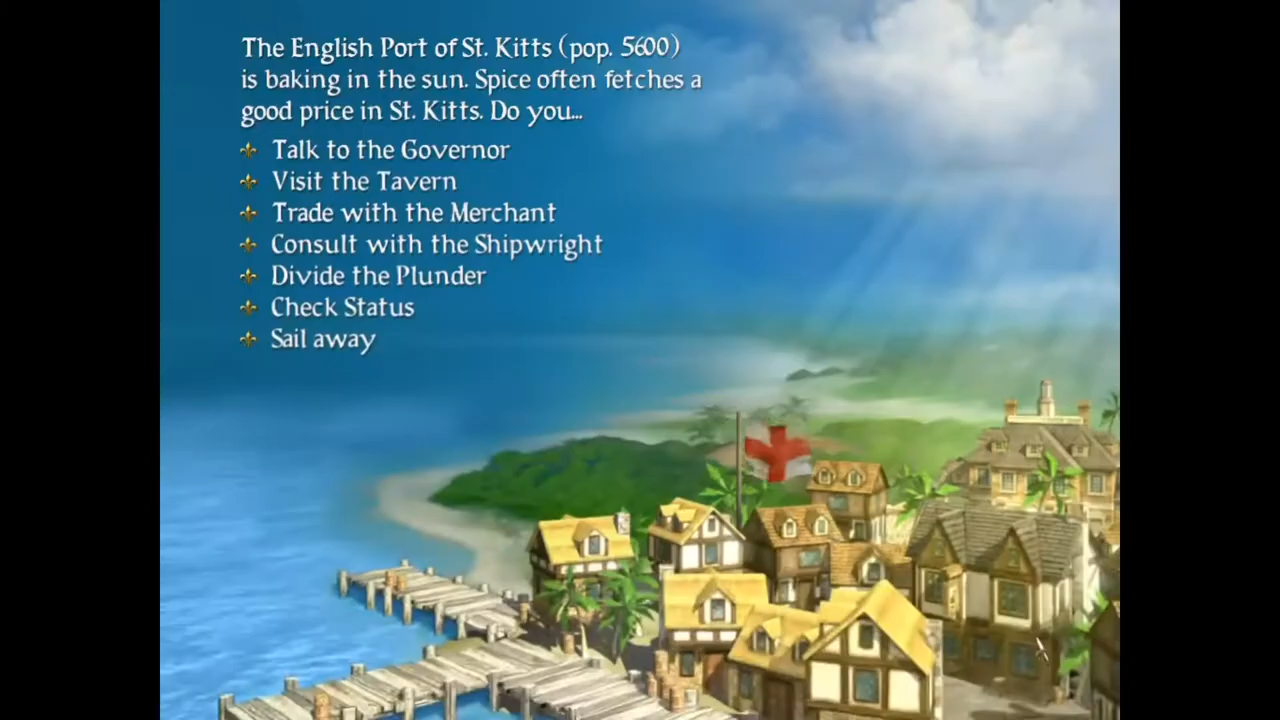 The English Port of St. Kitts (pop. 5600)
is baking in the sun. Spice often fetches a
good price in St. Kitts. Do you...
Talk to the Governor
Visit the Tavern
Trade with the Merchant
Consult with the Shipwright
Divide the Plunder
Check Status
Sail away